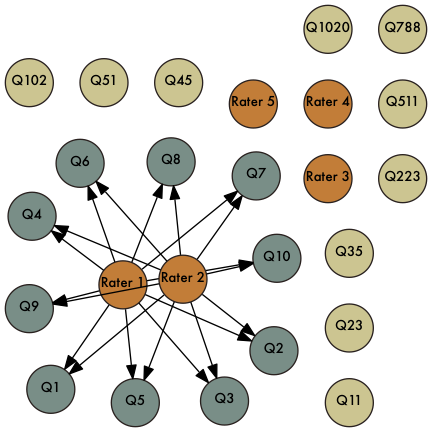 Q1020
Q788
Q102
Q51
Q45
Rater 5
Rater 4
Q511
Q6
Q8
Q7
Rater 3
Q223
Q4
Q10
Q35
Rater 1
Rater 2
Q9
Q23
Q2
Q1
Q5
Q3
Q11